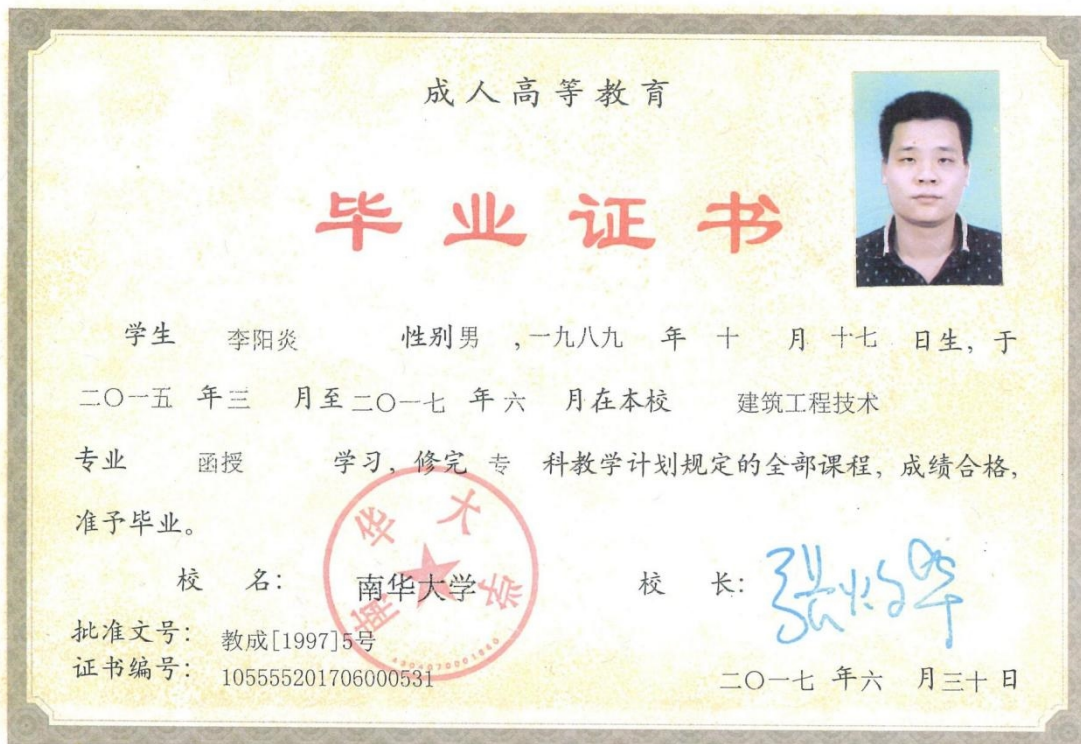 成人高等教育
毕业证书
学生 李阳炎 性别男 ,一九八九 年 十 月 十七 日生, 于
二〇一五 年三 月至二〇一七 年六 月在本校 建筑工程技术
专业 函授 学习, 修完 专 科教学计划规定的全部课程, 成绩合格,
准予毕业。
校 名: 南华大学 校 长:
南华大学
批准文号: 教成[1997]5号
证书编号: 105555201706000531
二〇一七 年六 月三十日